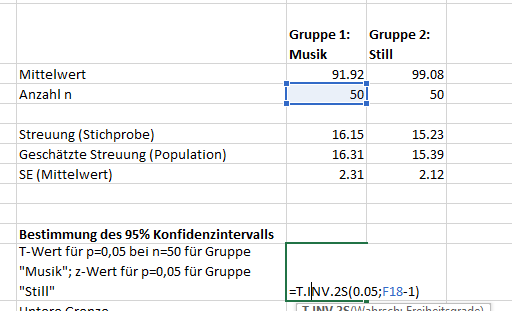 Gruppe 1: Gruppe 2:
Musik Still
Mittelwert 91.92 99.08
Anzahl n 50 50
Streuung (Stichprobe) 16.15 15.23
Geschätzte Streuung (Population) 16.31 15.39
SE (Mittelwert) 2.31 2.12
Bestimmung des 95% Konfidenzintervalls
T-Wert für p=0,05 bei n=50 für Gruppe
"Musik"; z-Wert für p=0,05 für Gruppe
"Still" =T.INV.2S(0.05;F18-1)
Untere Grenze T.INV.2S(Wahrsch;Freiheitsgrade)